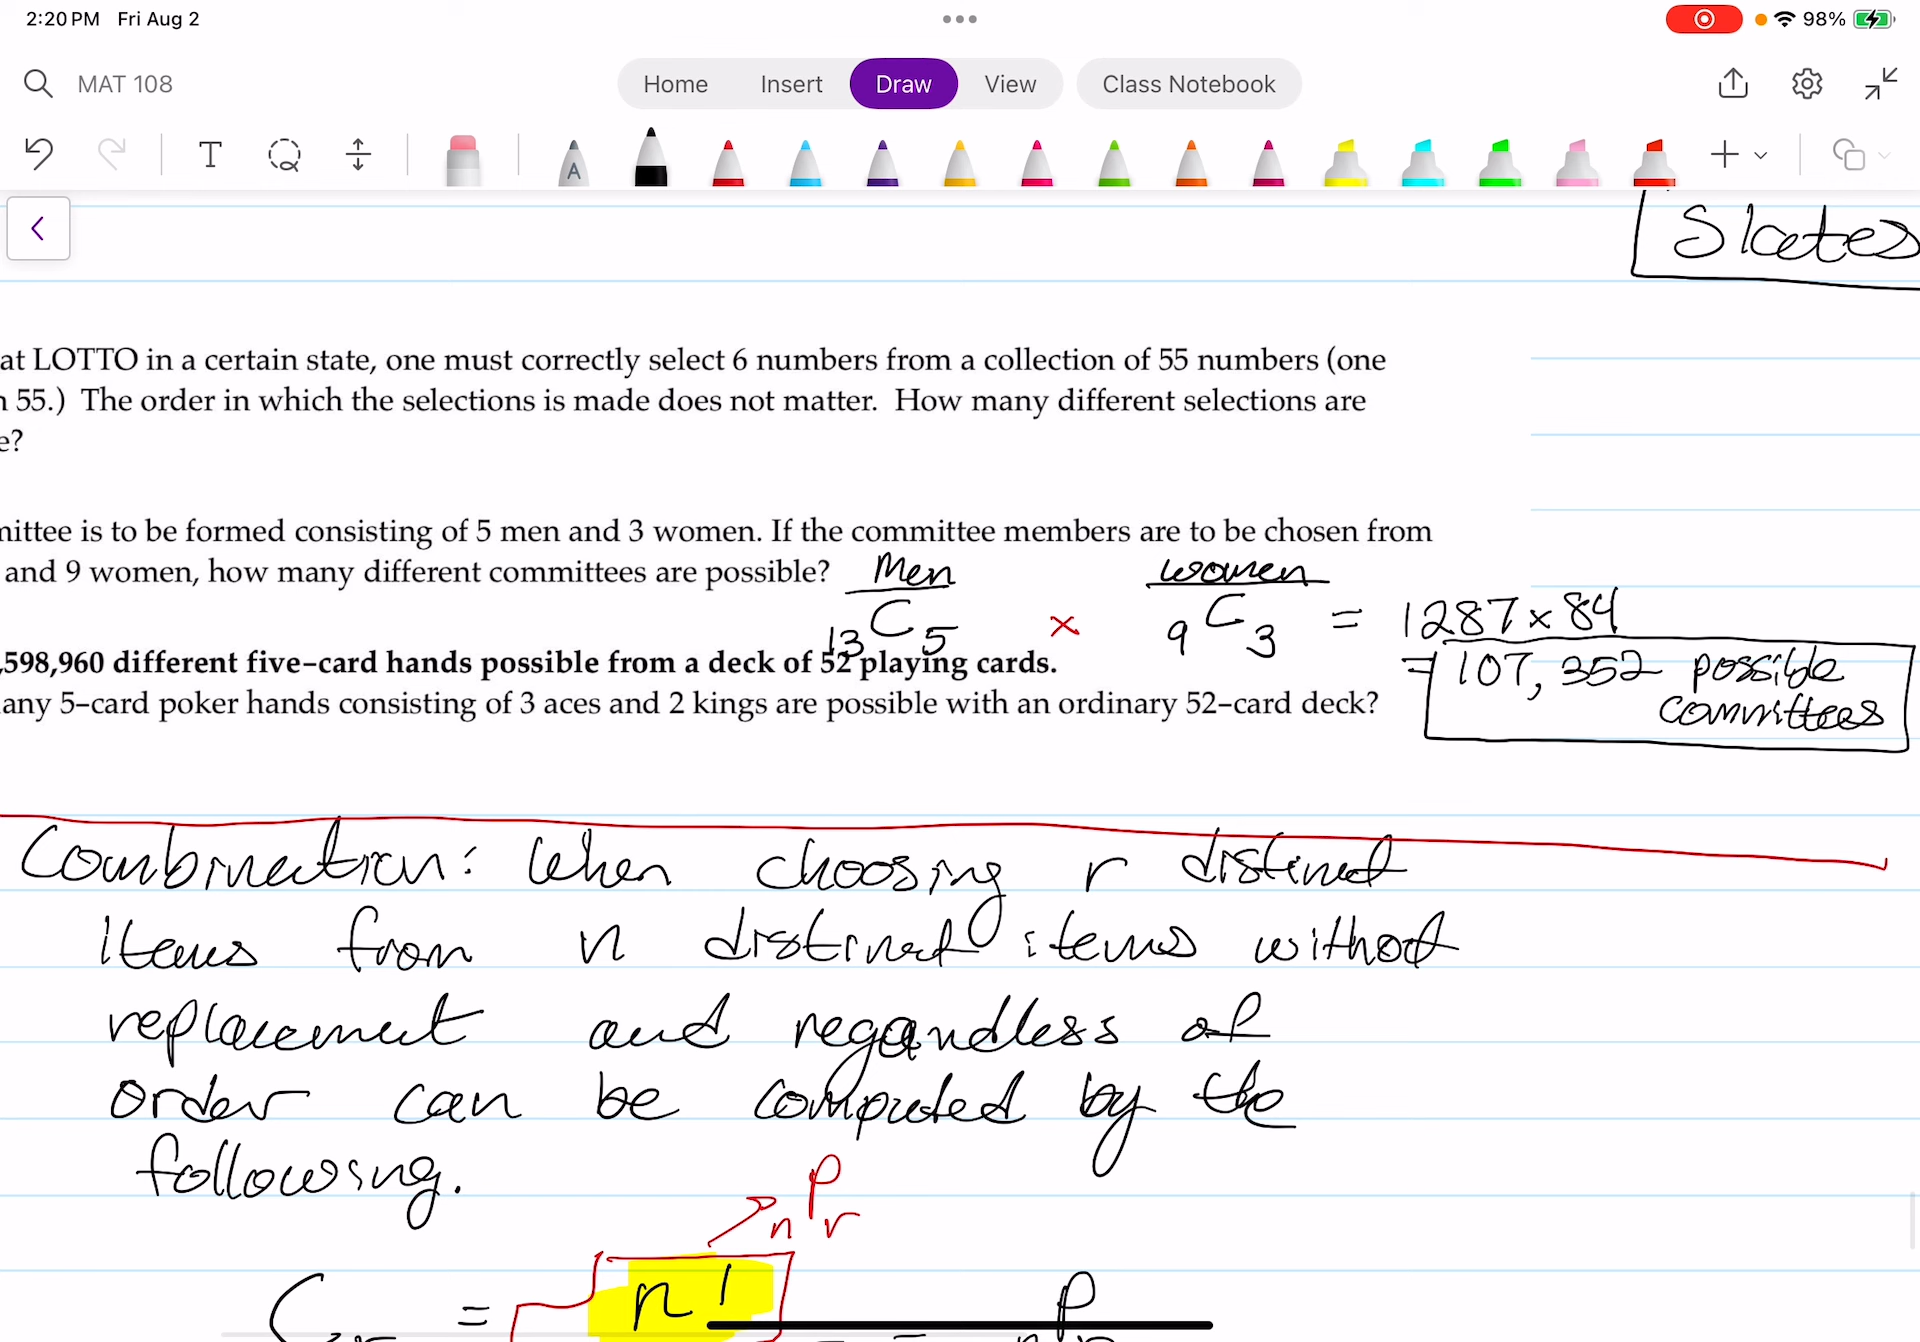 2:20 PM Fri Aug 2
98%
MAT 108
Home Insert Draw View Class Notebook
T
A
Slates
at LOTTO in a certain state, one must correctly select 6 numbers from a collection of 55 numbers (one
n 55.) The order in which the selections is made does not matter. How many different selections are
e?
mittee is to be formed consisting of 5 men and 3 women. If the committee members are to be chosen from
and 9 women, how many different committees are possible? Men women
13 C 5 × 9 C 3 = 1287 × 84
,598,960 different five-card hands possible from a deck of 52 playing cards.
= 107,352 possible
any 5-card poker hands consisting of 3 aces and 2 kings are possible with an ordinary 52-card deck?
committees
Combination: When choosing r distinct
items from n distinct items without
replacement and regardless of
order can be computed by the
following.
n P r
C = n! P